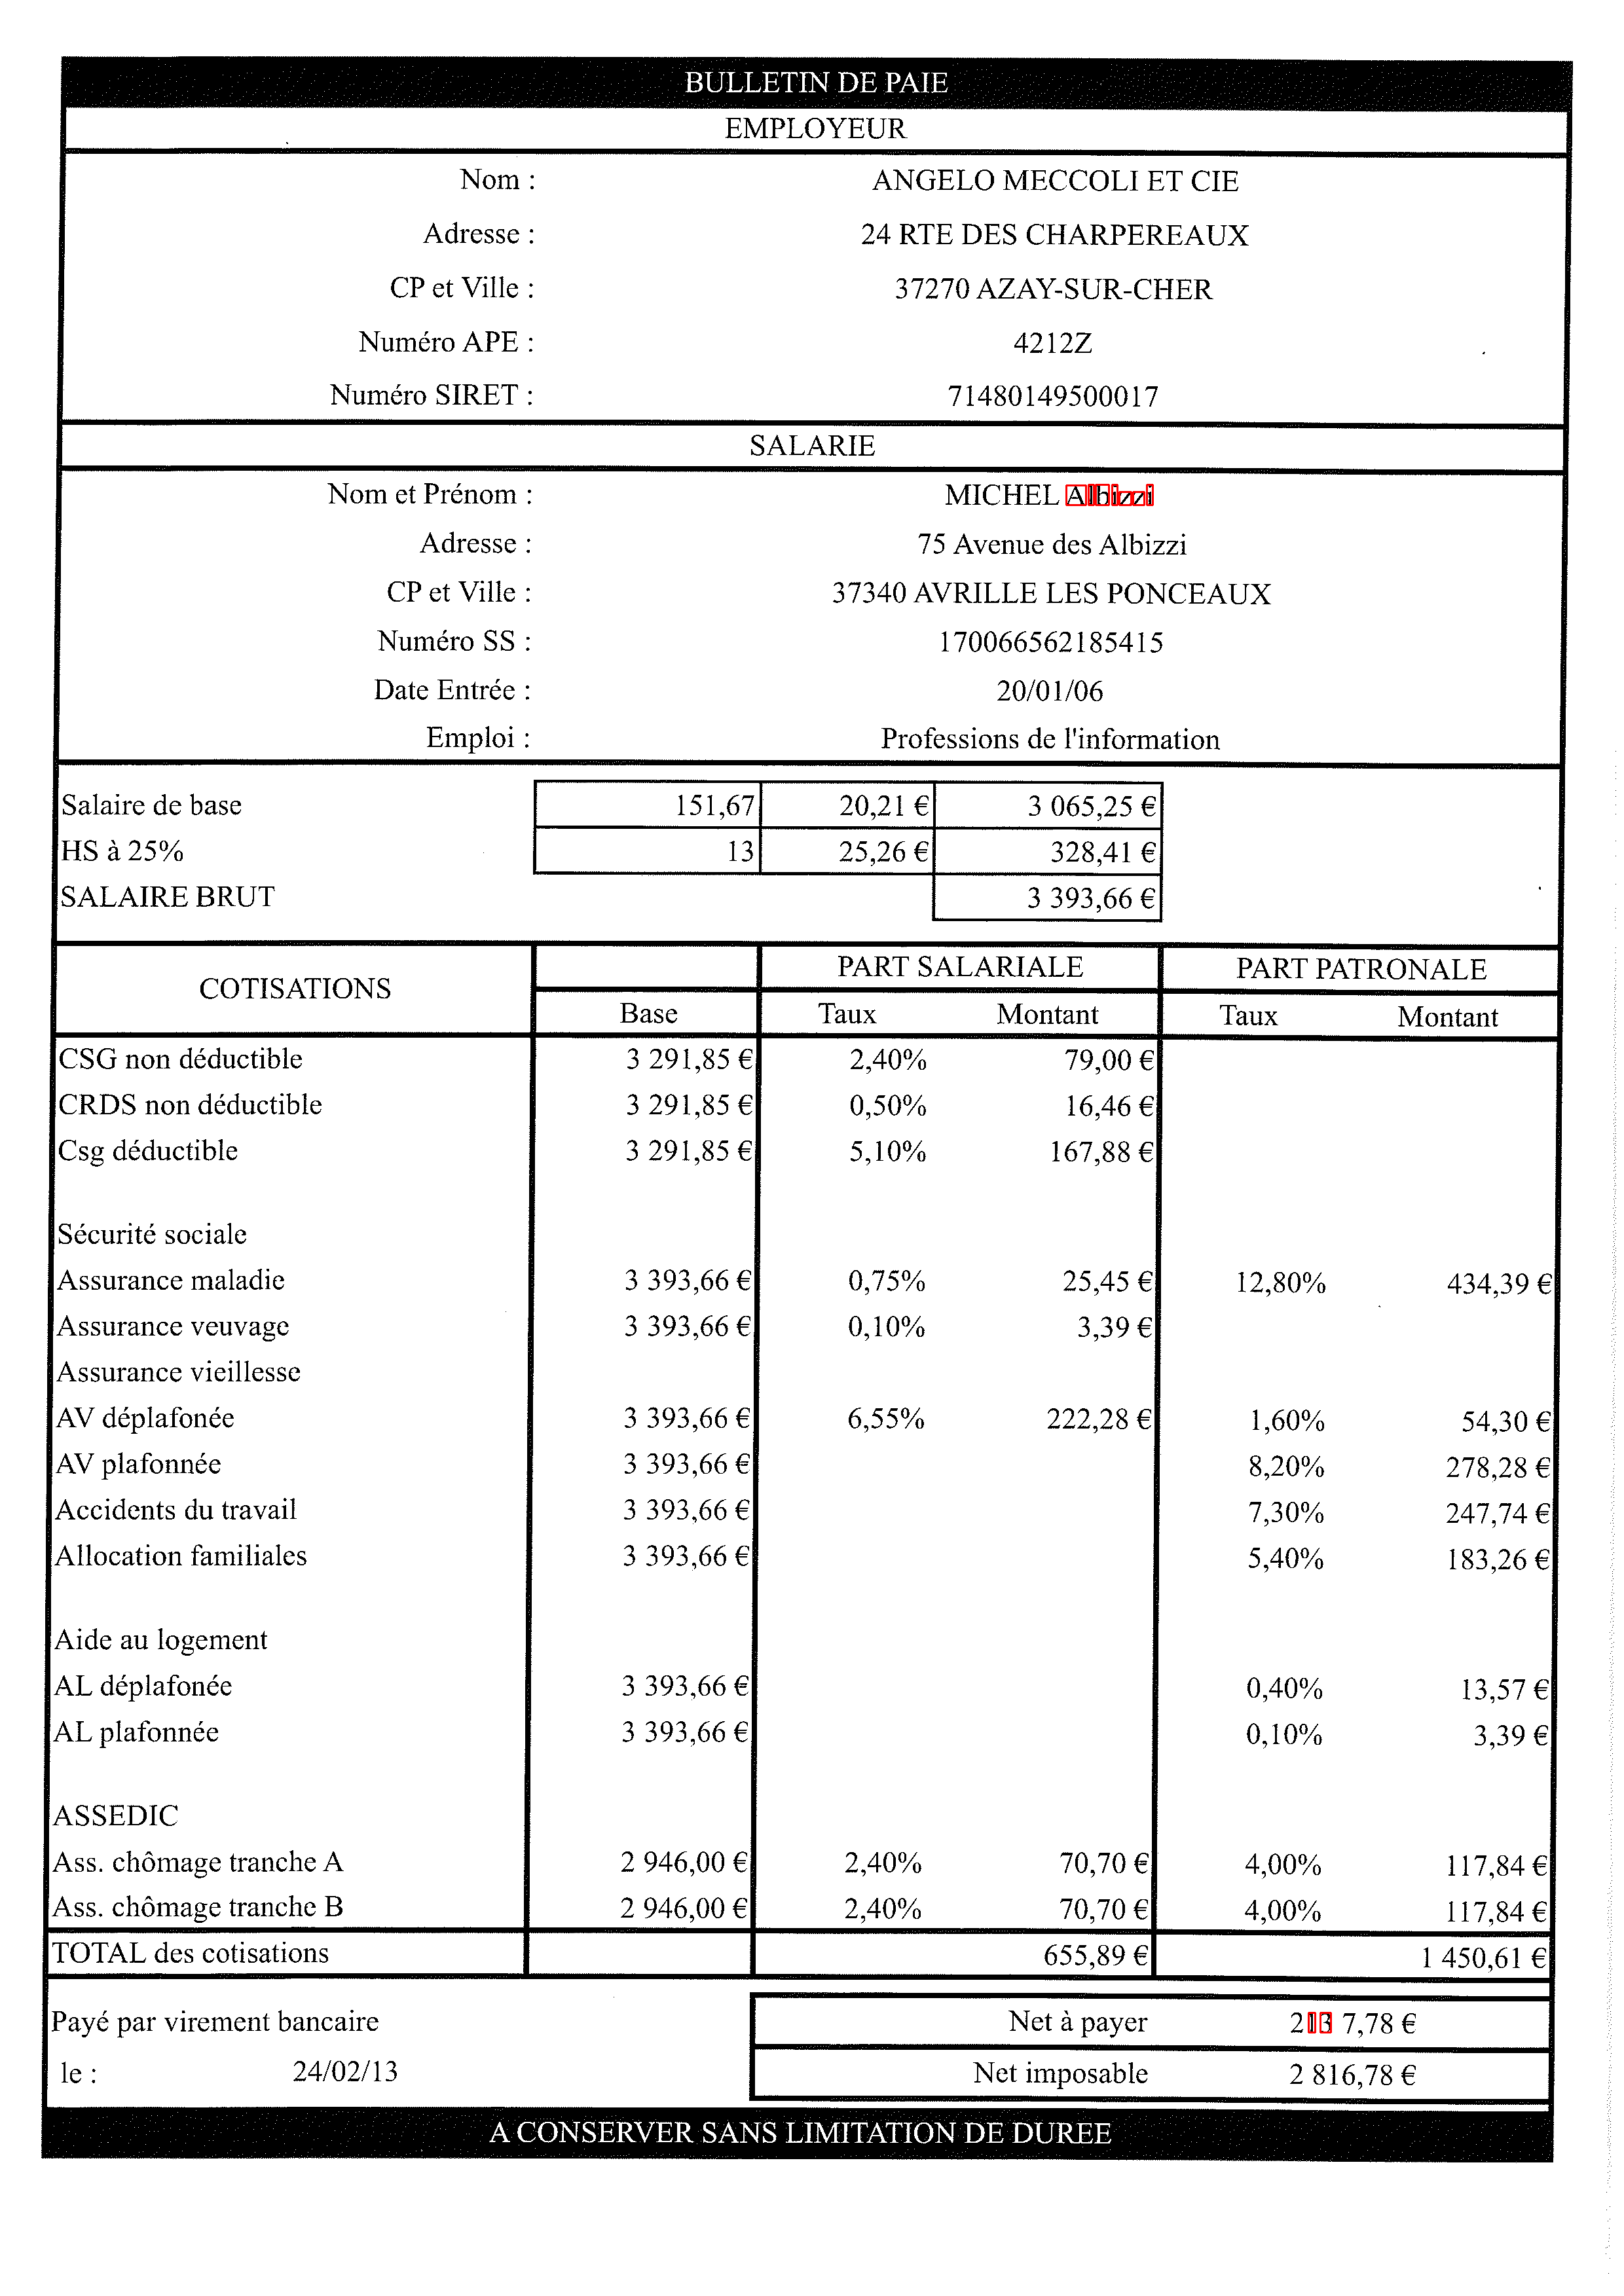 BULLETIN DE PAIE
EMPLOYEUR
Nom : ANGELO MECCOLI ET CIE
Adresse : 24 RTE DES CHARPEREAUX
CP et Ville : 37270 AZAY-SUR-CHER
Numéro APE : 4212Z
Numéro SIRET : 71480149500017
SALARIE
Nom et Prénom : MICHEL Albizzi
Adresse : 75 Avenue des Albizzi
CP et Ville : 37340 AVRILLE LES PONCEAUX
Numéro SS : 170066562185415
Date Entrée : 20/01/06
Emploi : Professions de l'information
Salaire de base 151,67 20,21 € 3 065,25 €
HS à 25% 13 25,26 € 328,41 €
SALAIRE BRUT 3 393,66 €
PART SALARIALE PART PATRONALE
COTISATIONS
Base Taux Montant Taux Montant
CSG non déductible 3 291,85 € 2,40% 79,00 €
CRDS non déductible 3 291,85 € 0,50% 16,46 €
Csg déductible 3 291,85 € 5,10% 167,88 €
Sécurité sociale
Assurance maladie 3 393,66 € 0,75% 25,45 € 12,80% 434,39 €
Assurance veuvage 3 393,66 € 0,10% 3,39 €
Assurance vieillesse
AV déplafonée 3 393,66 € 6,55% 222,28 € 1,60% 54,30 €
AV plafonnée 3 393,66 € 8,20% 278,28 €
Accidents du travail 3 393,66 € 7,30% 247,74 €
Allocation familiales 3 393,66 € 5,40% 183,26 €
Aide au logement
AL déplafonée 3 393,66 € 0,40% 13,57 €
AL plafonnée 3 393,66 € 0,10% 3,39 €
ASSEDIC
Ass. chômage tranche A 2 946,00 € 2,40% 70,70 € 4,00% 117,84 €
Ass. chômage tranche B 2 946,00 € 2,40% 70,70 € 4,00% 117,84 €
TOTAL des cotisations 655,89 € 1 450,61 €
Payé par virement bancaire Net à payer 213 7,78 €
le : 24/02/13 Net imposable 2 816,78 €
A CONSERVER SANS LIMITATION DE DUREE